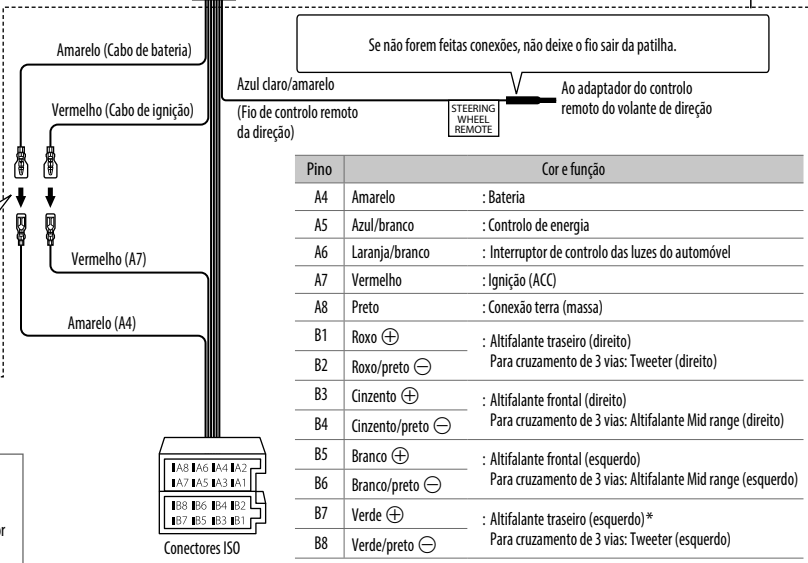 Amarelo (Cabo de bateria)
Vermelho (Cabo de ignição)
Se não forem feitas conexões, não deixe o fio sair da patilha.
Azul claro/amarelo
(Fio de controlo remoto
da direção)
STEERING
WHEEL
REMOTE
Ao adaptador do controlo
remoto do volante de direção
Vermelho (A7)
Amarelo (A4)
Pino Cor e função
A4 Amarelo : Bateria
A5 Azul/branco : Controlo de energia
A6 Laranja/branco : Interruptor de controlo das luzes do automóvel
A7 Vermelho : Ignição (ACC)
A8 Preto : Conexão terra (massa)
B1 Roxo ⊕ : Altifalante traseiro (direito)
B2 Roxo/preto ⊖ Para cruzamento de 3 vias: Tweeter (direito)
B3 Cinzento ⊕ : Altifalante frontal (direito)
B4 Cinzento/preto ⊖ Para cruzamento de 3 vias: Altifalante Mid range (direito)
B5 Branco ⊕ : Altifalante frontal (esquerdo)
B6 Branco/preto ⊖ Para cruzamento de 3 vias: Altifalante Mid range (esquerdo)
B7 Verde ⊕ : Altifalante traseiro (esquerdo)*
B8 Verde/preto ⊖ Para cruzamento de 3 vias: Tweeter (esquerdo)
A8 A6 A4 A2
A7 A5 A3 A1
B8 B6 B4 B2
B7 B5 B3 B1
Conectores ISO